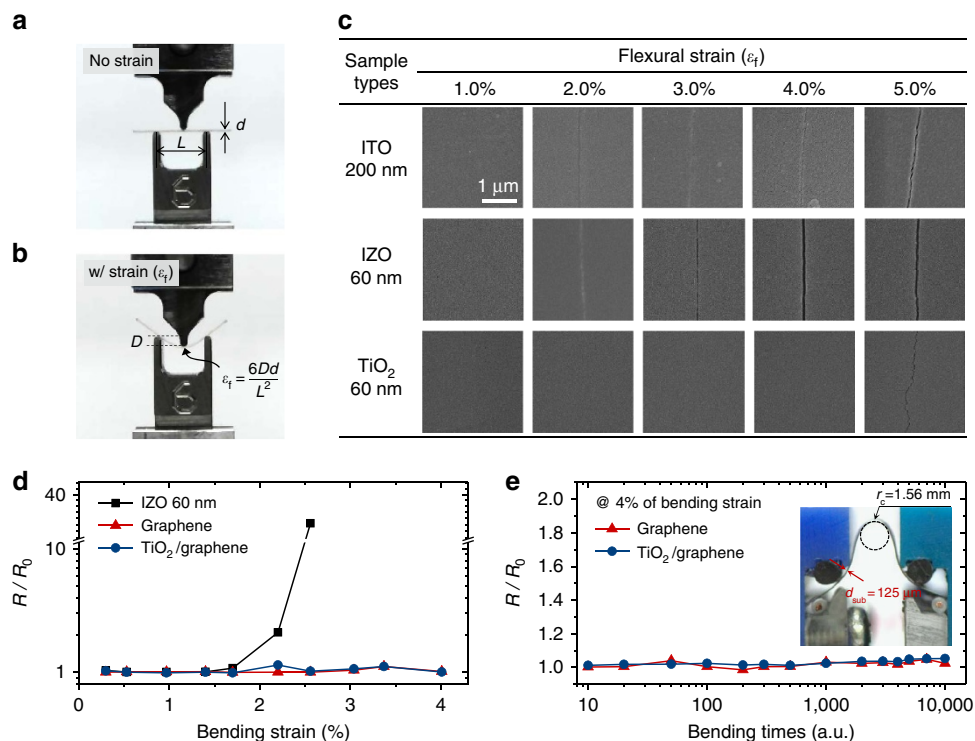 a
No strain
d
L
6
b
w/ strain (εf)
D
εf = 6Dd / L²
6
c
Sample types
Flexural strain (εf)
1.0% 2.0% 3.0% 4.0% 5.0%
ITO
200 nm
1 μm
IZO
60 nm
TiO₂
60 nm
d
40
10
1
R / R₀
IZO 60 nm
Graphene
TiO₂/graphene
0 1 2 3 4
Bending strain (%)
e
2.0
1.8
1.6
1.4
1.2
1.0
R / R₀
@ 4% of bending strain
Graphene
TiO₂/graphene
rc=1.56 mm
dsub=125 μm
10 100 1,000 10,000
Bending times (a.u.)